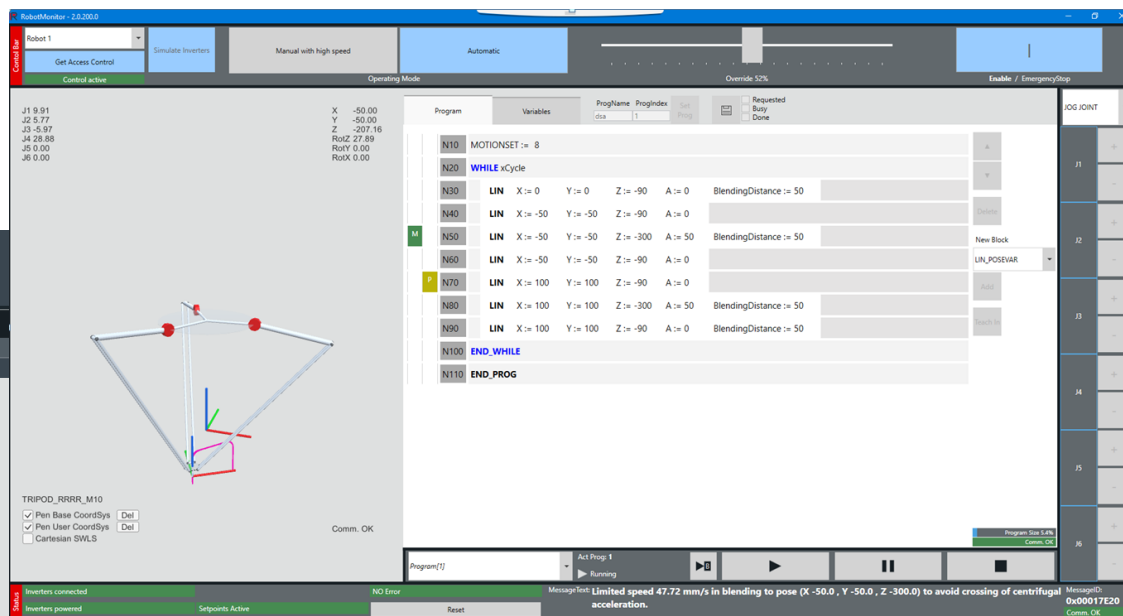 RobotMonitor - 2.0.200.0
Contol Bar
Robot 1
Get Access Control
Control active
Simulate Inverters
Manual with high speed
Automatic
Operating Mode
Override 52%
Enable / EmergencyStop
J1 9.91
J2 5.77
J3 -5.97
J4 28.88
J5 0.00
J6 0.00
X -50.00
Y -50.00
Z -207.16
RotZ 27.89
RotY 0.00
RotX 0.00
TRIPOD_RRRR_M10
Pen Base CoordSys Del
Pen User CoordSys Del
Cartesian SWLS
Comm. OK
Program
Variables
ProgName ProgIndex
dsa 1
Set
Prog
Requested
Busy
Done
N10 MOTIONSET := 8
N20 WHILE xCycle
N30 LIN X := 0 Y := 0 Z := -90 A := 0 BlendingDistance := 50
N40 LIN X := -50 Y := -50 Z := -90 A := 0
M N50 LIN X := -50 Y := -50 Z := -300 A := 50 BlendingDistance := 50
N60 LIN X := -50 Y := -50 Z := -90 A := 0
P N70 LIN X := 100 Y := 100 Z := -90 A := 0
N80 LIN X := 100 Y := 100 Z := -300 A := 50 BlendingDistance := 50
N90 LIN X := 100 Y := 100 Z := -90 A := 0 BlendingDistance := 50
N100 END_WHILE
N110 END_PROG
Delete
New Block
LIN_POSEVAR
Add
Teach In
Program Size 5.4%
Comm. OK
JOG JOINT
J1
J2
J3
J4
J5
J6
Program[1]
Act Prog: 1
Running
Status
Inverters connected
Inverters powered
Setpoints Active
NO Error
Reset
MessageText: Limited speed 47.72 mm/s in blending to pose (X -50.0 , Y -50.0 , Z -300.0) to avoid crossing of centrifugal
acceleration.
MessageID:
0x00017E20
Comm. OK